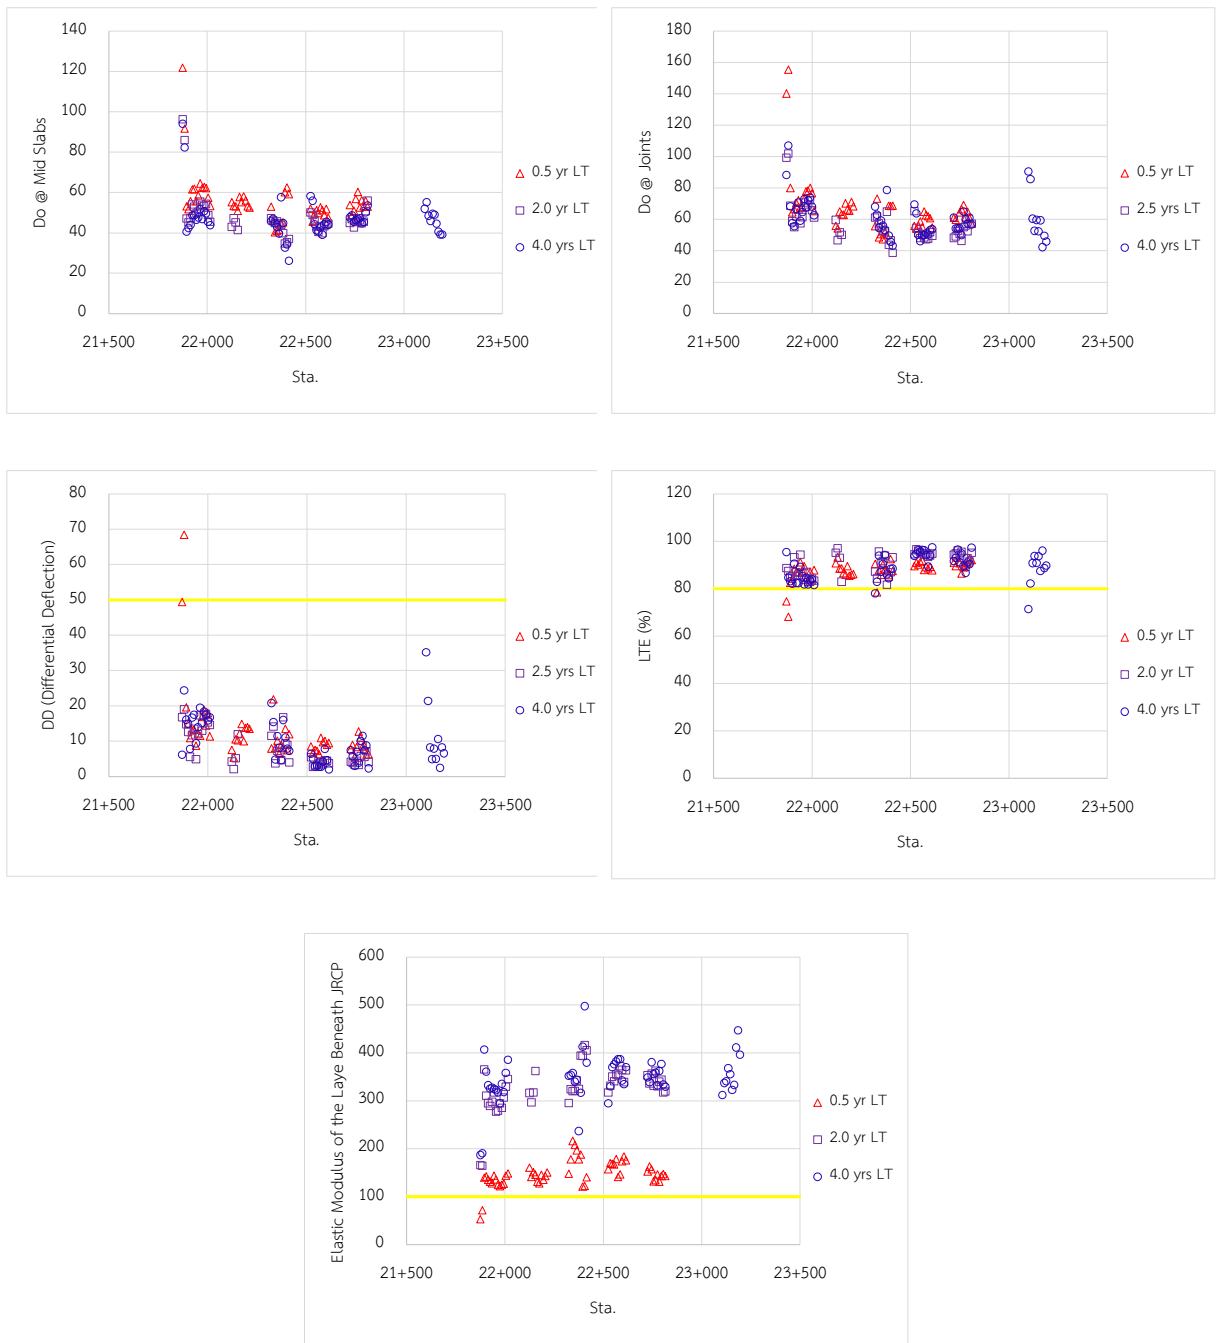 Do @ Mid Slabs
140
120
100
80
60
40
20
0
21+500 22+000 22+500 23+000 23+500
Sta.
0.5 yr LT
2.0 yr LT
4.0 yrs LT
Do @ Joints
180
160
140
120
100
80
60
40
20
0
21+500 22+000 22+500 23+000 23+500
Sta.
0.5 yr LT
2.5 yr LT
4.0 yrs LT
DD (Differential Deflection)
80
70
60
50
40
30
20
10
0
21+500 22+000 22+500 23+000 23+500
Sta.
0.5 yr LT
2.5 yrs LT
4.0 yrs LT
LTE (%)
120
100
80
60
40
20
0
21+500 22+000 22+500 23+000 23+500
Sta.
0.5 yr LT
2.0 yr LT
4.0 yrs LT
Elastic Modulus of the Laye Beneath JRCP
600
500
400
300
200
100
0
21+500 22+000 22+500 23+000 23+500
Sta.
0.5 yr LT
2.0 yr LT
4.0 yrs LT